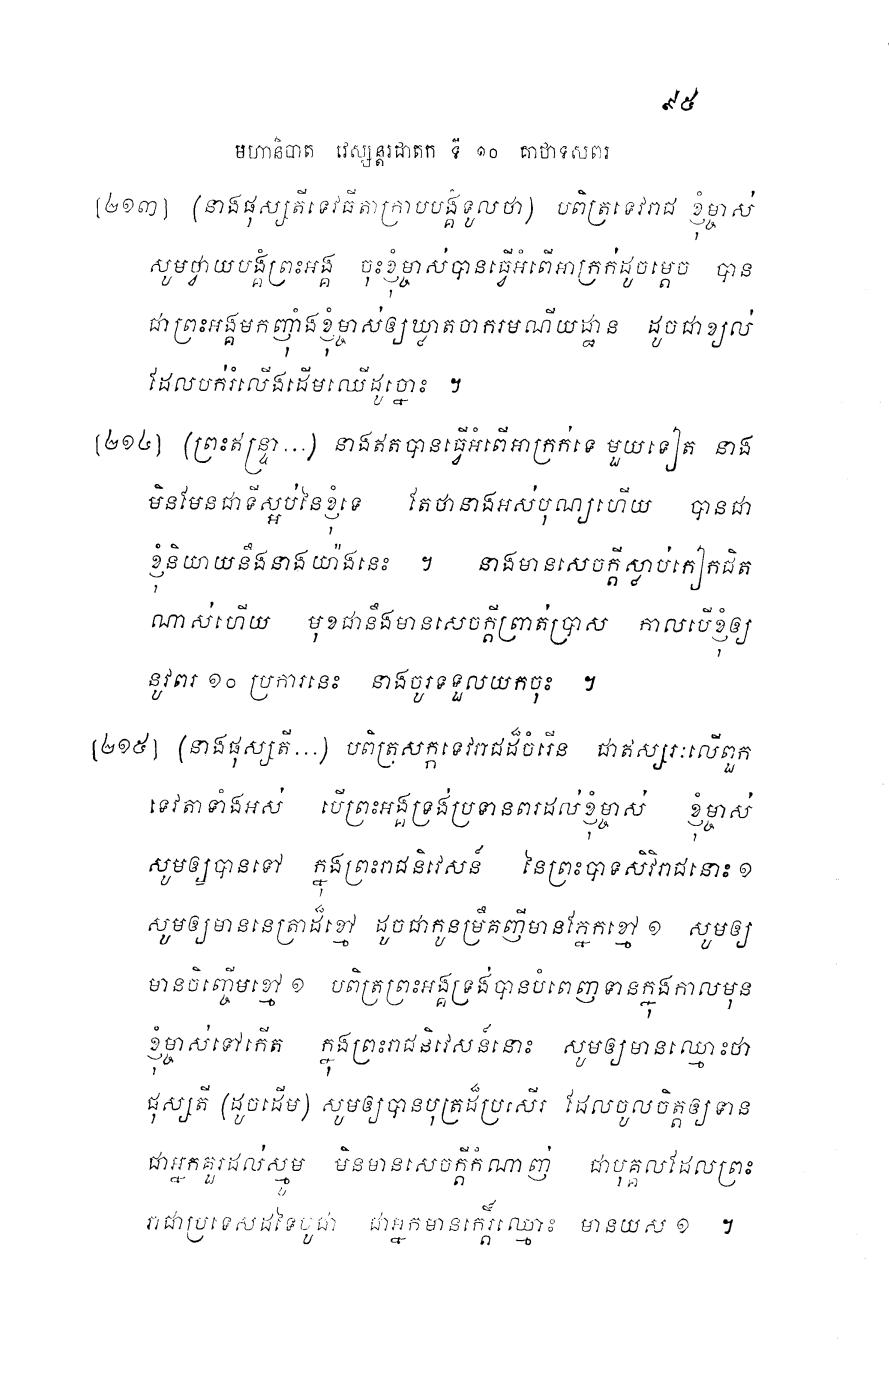 ៩៥
មហានិបាត វេស្សន្តរជាតក ទី ១០ គាថាទសពរ
[២១៣] (នាងផុស្សតីទេវធីតាក្រាបបង្គំទូលថា) បពិត្រទេវរាជ ខ្ញុំម្ចាស់
សូមថ្វាយបង្គំព្រះអង្គ ចុះខ្ញុំម្ចាស់បានធ្វើអំពើអាក្រក់ដូចម្តេច បាន
ជាព្រះអង្គមកញ៉ាំងខ្ញុំម្ចាស់ឲ្យឃ្លាតចាករមណីយដ្ឋាន ដូចជាខ្យល់
ដែលបក់រំលើងដើមឈើដូច្នោះ ។
[២១៤] (ព្រះឥន្ទ្រា...) នាងឥតបានធ្វើអំពើអាក្រក់ទេ មួយទៀត នាង
មិនមែនជាទីស្អប់នៃខ្ញុំទេ តែថានាងអស់បុណ្យហើយ បានជា
ខ្ញុំនិយាយនឹងនាងយ៉ាងនេះ ។ នាងមានសេចក្តីស្លាប់កៀកជិត
ណាស់ហើយ មុខជានឹងមានសេចក្តីព្រាត់ប្រាស កាលបើខ្ញុំឲ្យ
នូវពរ ១០ ប្រការនេះ នាងចូរទទួលយកចុះ ។
[២១៥] (នាងផុស្សតី...) បពិត្រសក្កទេវរាជដ៏ចំរើន ជាឥស្សរៈលើពួក
ទេវតាទាំងអស់ បើព្រះអង្គទ្រង់ប្រទានពរដល់ខ្ញុំម្ចាស់ ខ្ញុំម្ចាស់
សូមឲ្យបានទៅ ក្នុងព្រះរាជនិវេសន៍ នៃព្រះបាទសិវិរាជនោះ ១
សូមឲ្យមាននេត្រាដ៏ខ្មៅ ដូចជាកូនម្រឹគញីមានភ្នែកខ្មៅ ១ សូមឲ្យ
មានចិញ្ចើមខ្មៅ ១ បពិត្រព្រះអង្គទ្រង់បានបំពេញទានក្នុងកាលមុន
ខ្ញុំម្ចាស់ទៅកើត ក្នុងព្រះរាជនិវេសន៍នោះ សូមឲ្យមានឈ្មោះថា
ផុស្សតី (ដូចដើម) សូមឲ្យបានបុត្រដ៏ប្រសើរ ដែលចូលចិត្តឲ្យទាន
ជាអ្នកគួរដល់ស្មូម មិនមានសេចក្តីកំណាញ់ ជាបុគ្គលដែលព្រះ
រាជាប្រទេសដទៃបូជា ជាអ្នកមានកេរ្តិ៍ឈ្មោះ មានយស ១ ។